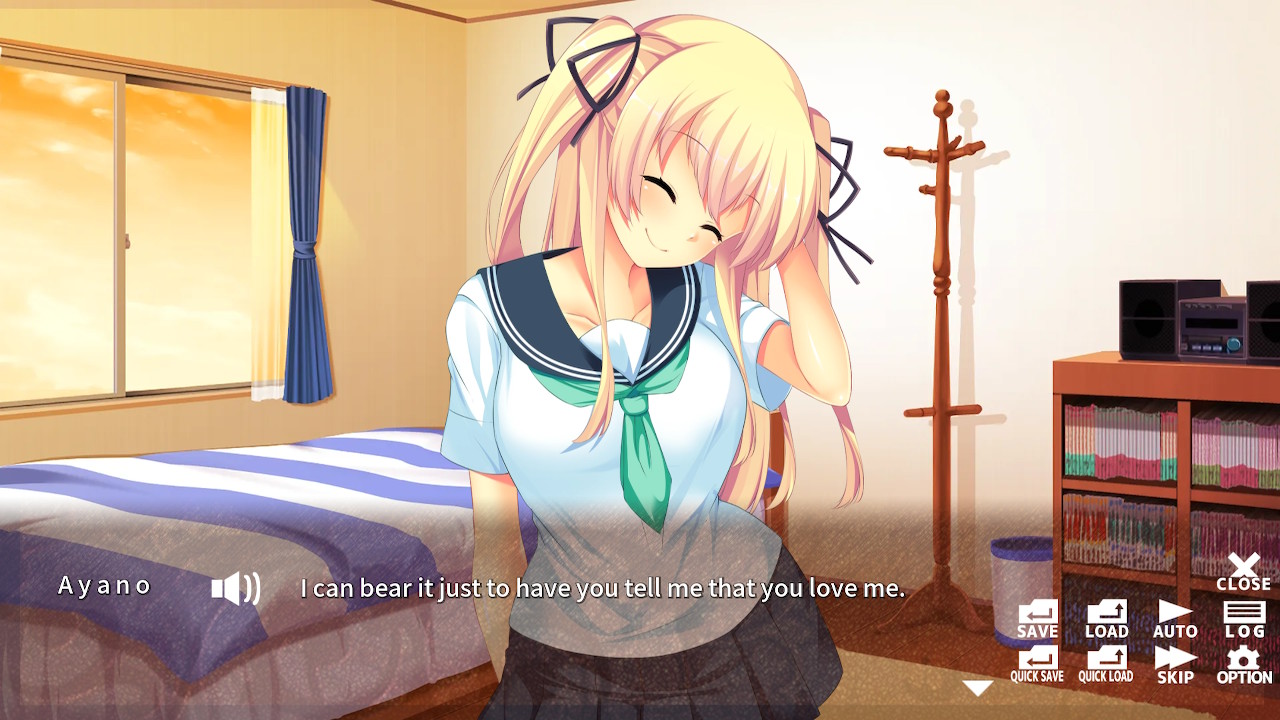 Ayano
I can bear it just to have you tell me that you love me.
CLOSE
SAVE LOAD AUTO LOG
QUICK SAVE QUICK LOAD SKIP OPTION